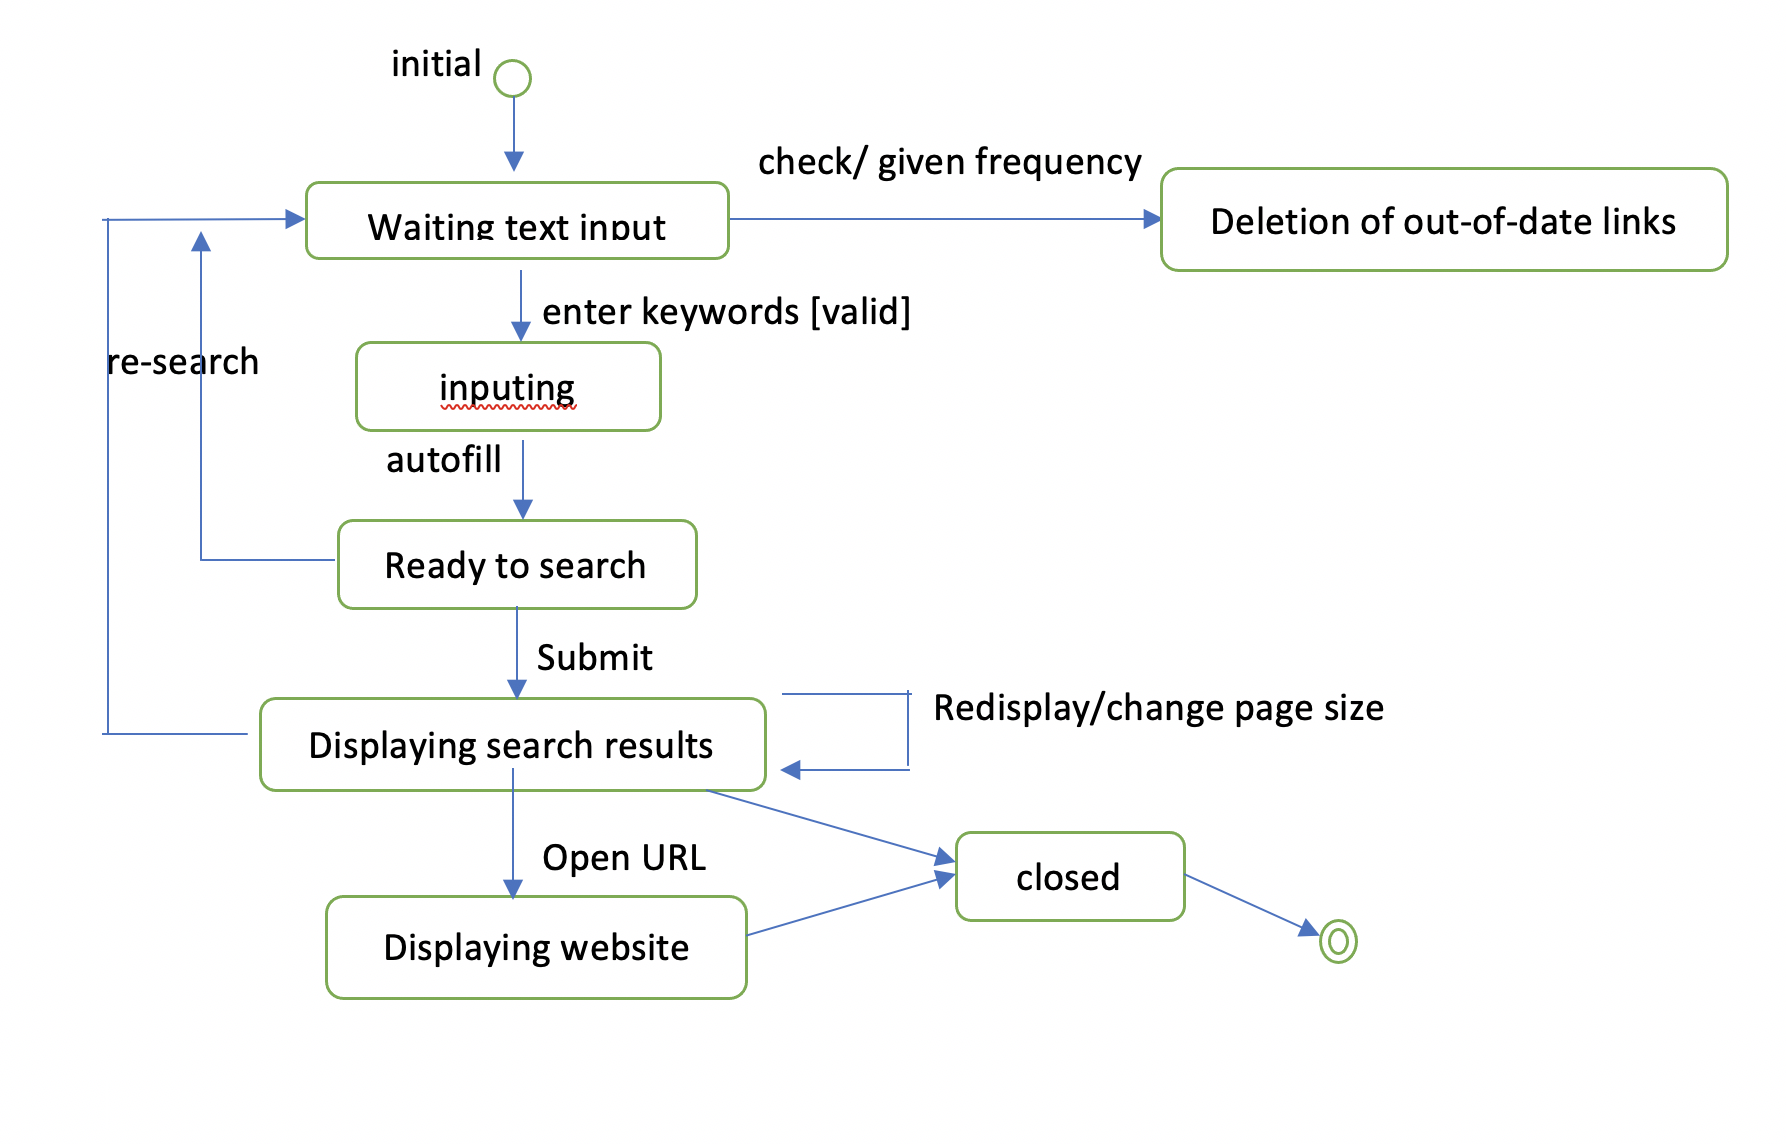 initial
check/ given frequency
Waiting text input
Deletion of out-of-date links
enter keywords [valid]
re-search
inputing
autofill
Ready to search
Submit
Redisplay/change page size
Displaying search results
Open URL
closed
Displaying website